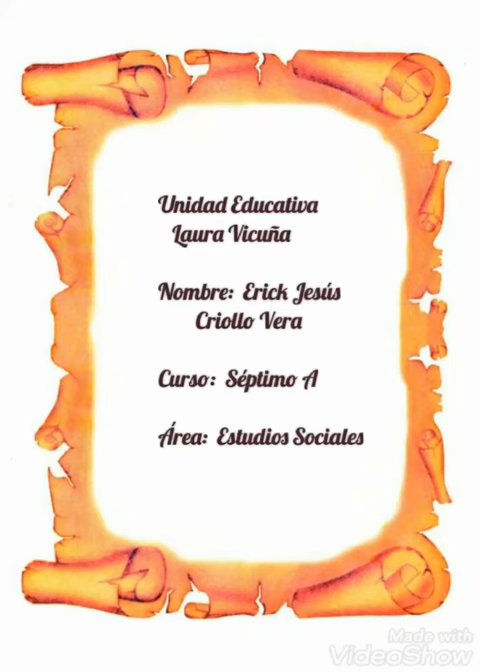 Unidad Educativa
Laura Vicuña
Nombre: Erick Jesús
Criollo Vera
Curso: Séptimo A
Área: Estudios Sociales
Made with
VideoShow